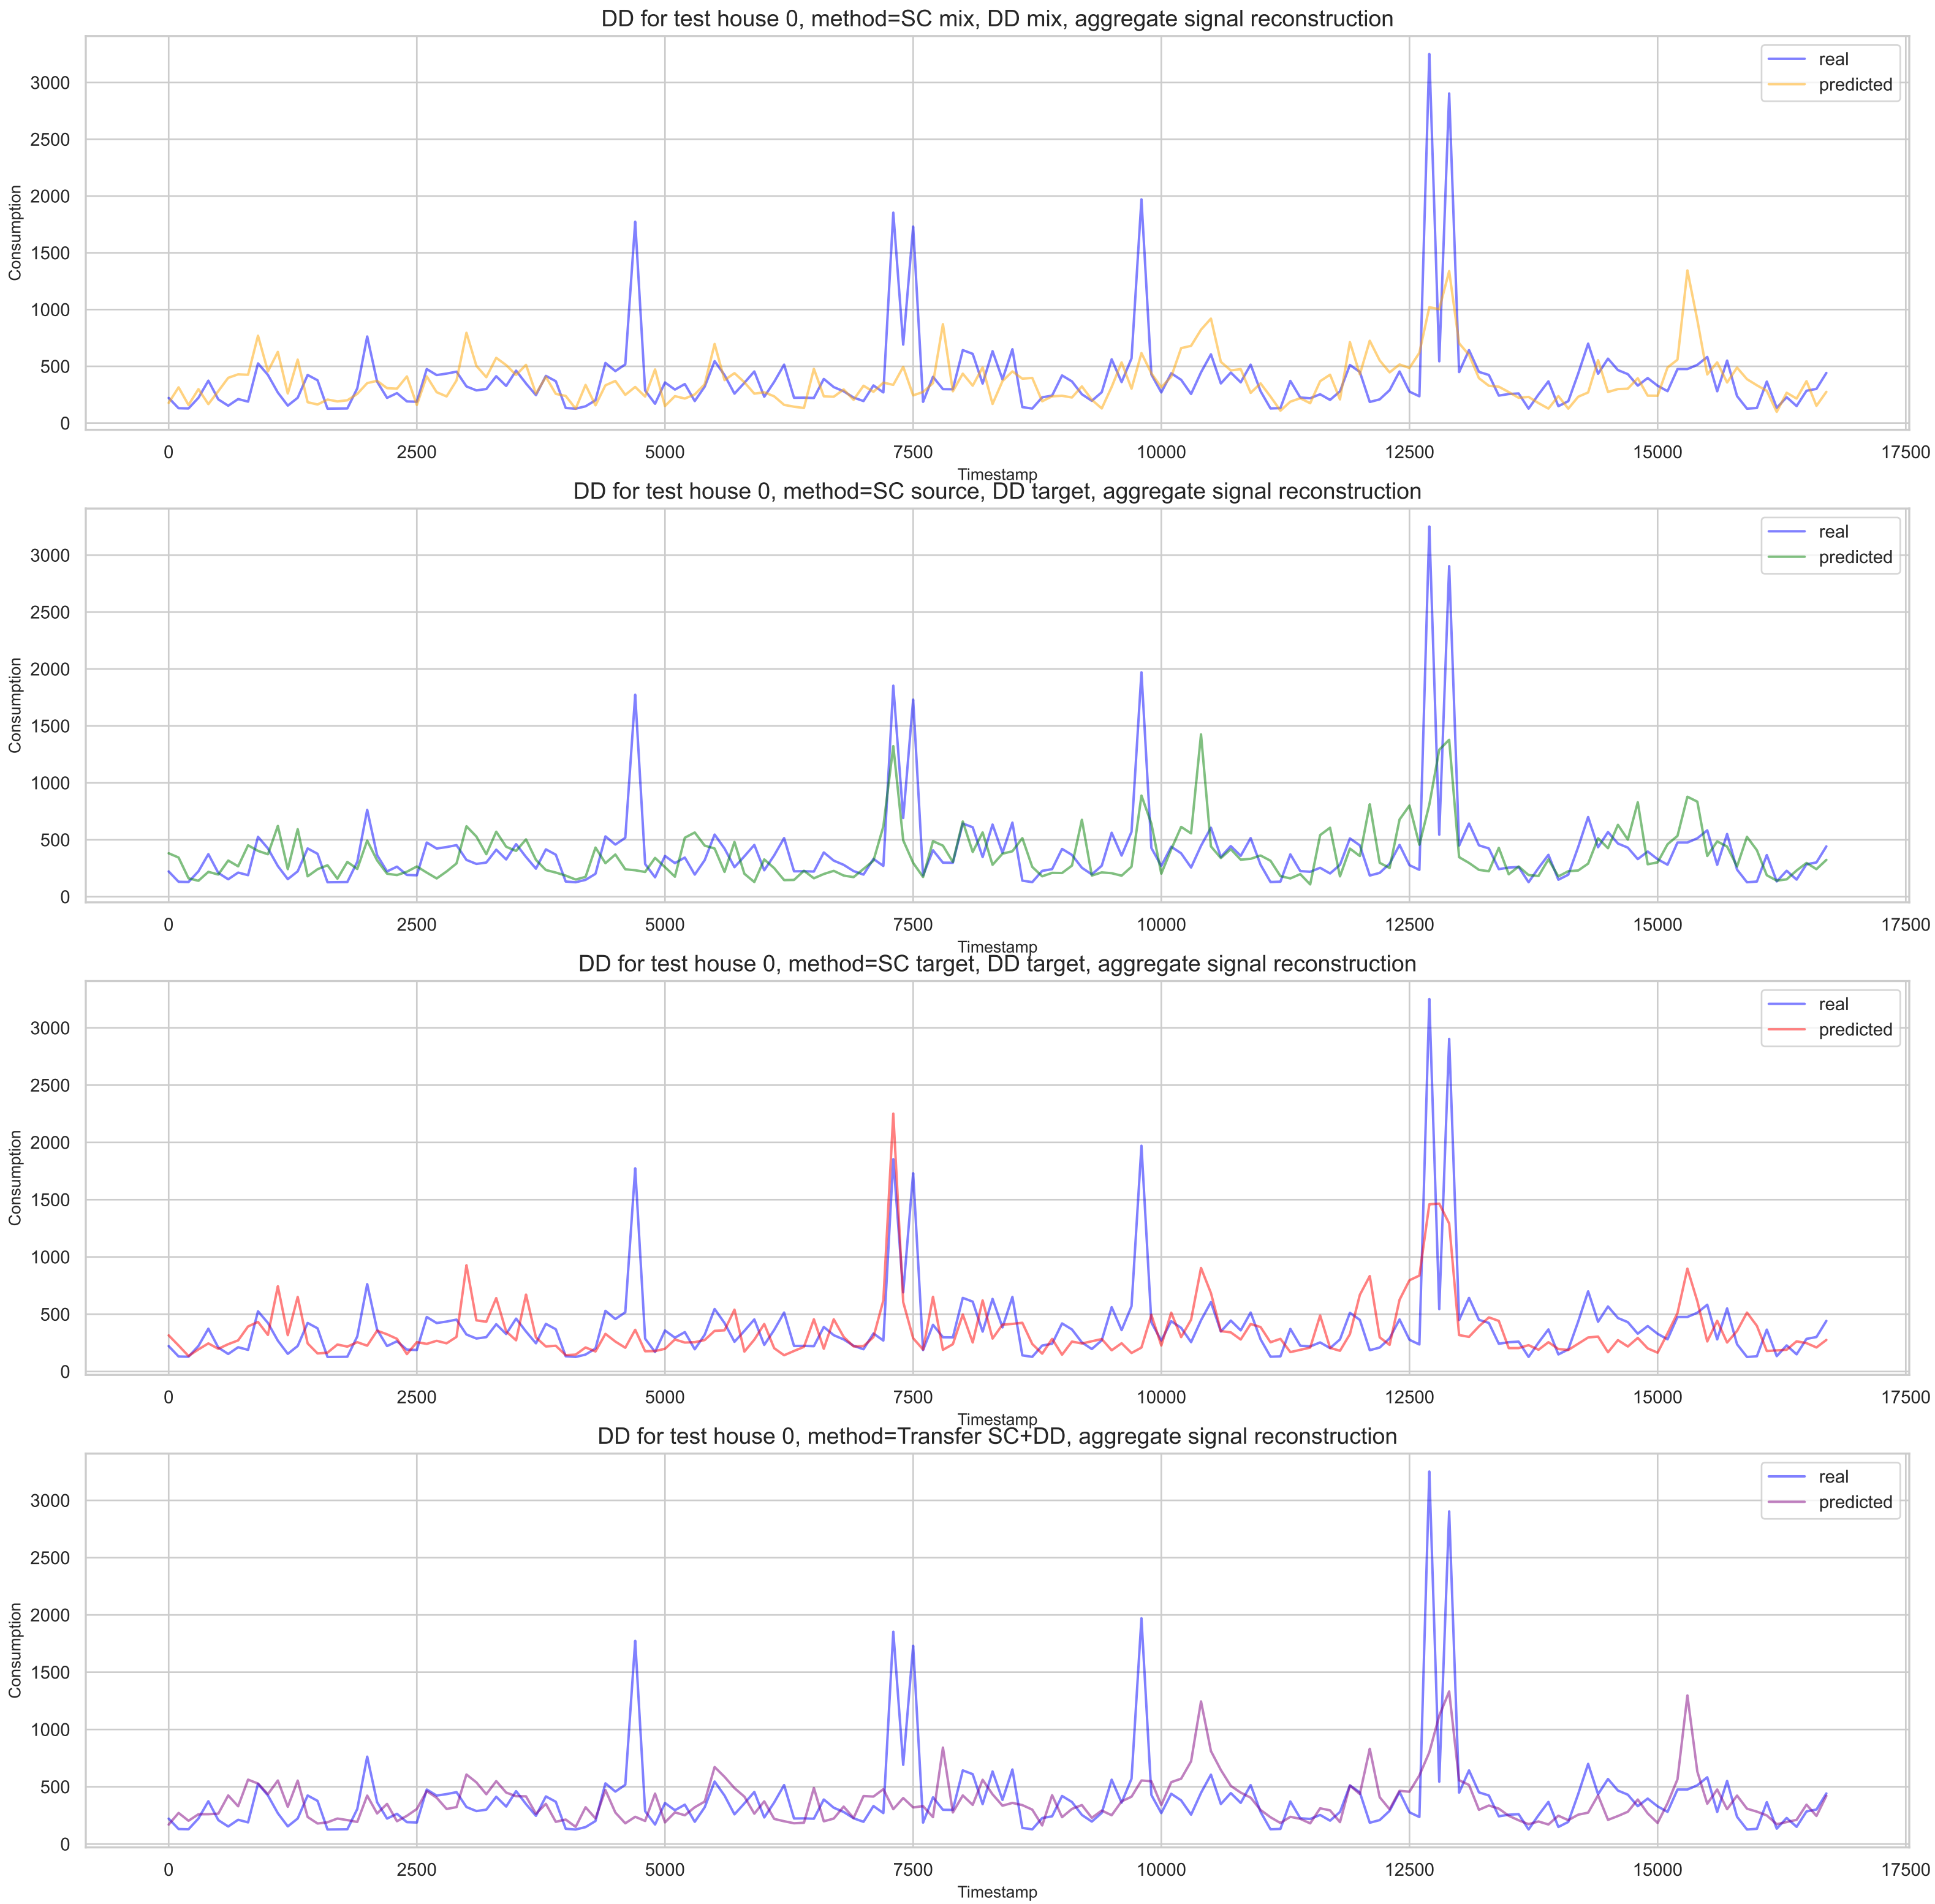 DD for test house 0, method=SC mix, DD mix, aggregate signal reconstruction
real
predicted
Consumption
3000
2500
2000
1500
1000
500
0
0 2500 5000 7500 10000 12500 15000 17500
Timestamp
DD for test house 0, method=SC source, DD target, aggregate signal reconstruction
real
predicted
Consumption
3000
2500
2000
1500
1000
500
0
0 2500 5000 7500 10000 12500 15000 17500
Timestamp
DD for test house 0, method=SC target, DD target, aggregate signal reconstruction
real
predicted
Consumption
3000
2500
2000
1500
1000
500
0
0 2500 5000 7500 10000 12500 15000 17500
Timestamp
DD for test house 0, method=Transfer SC+DD, aggregate signal reconstruction
real
predicted
Consumption
3000
2500
2000
1500
1000
500
0
0 2500 5000 7500 10000 12500 15000 17500
Timestamp